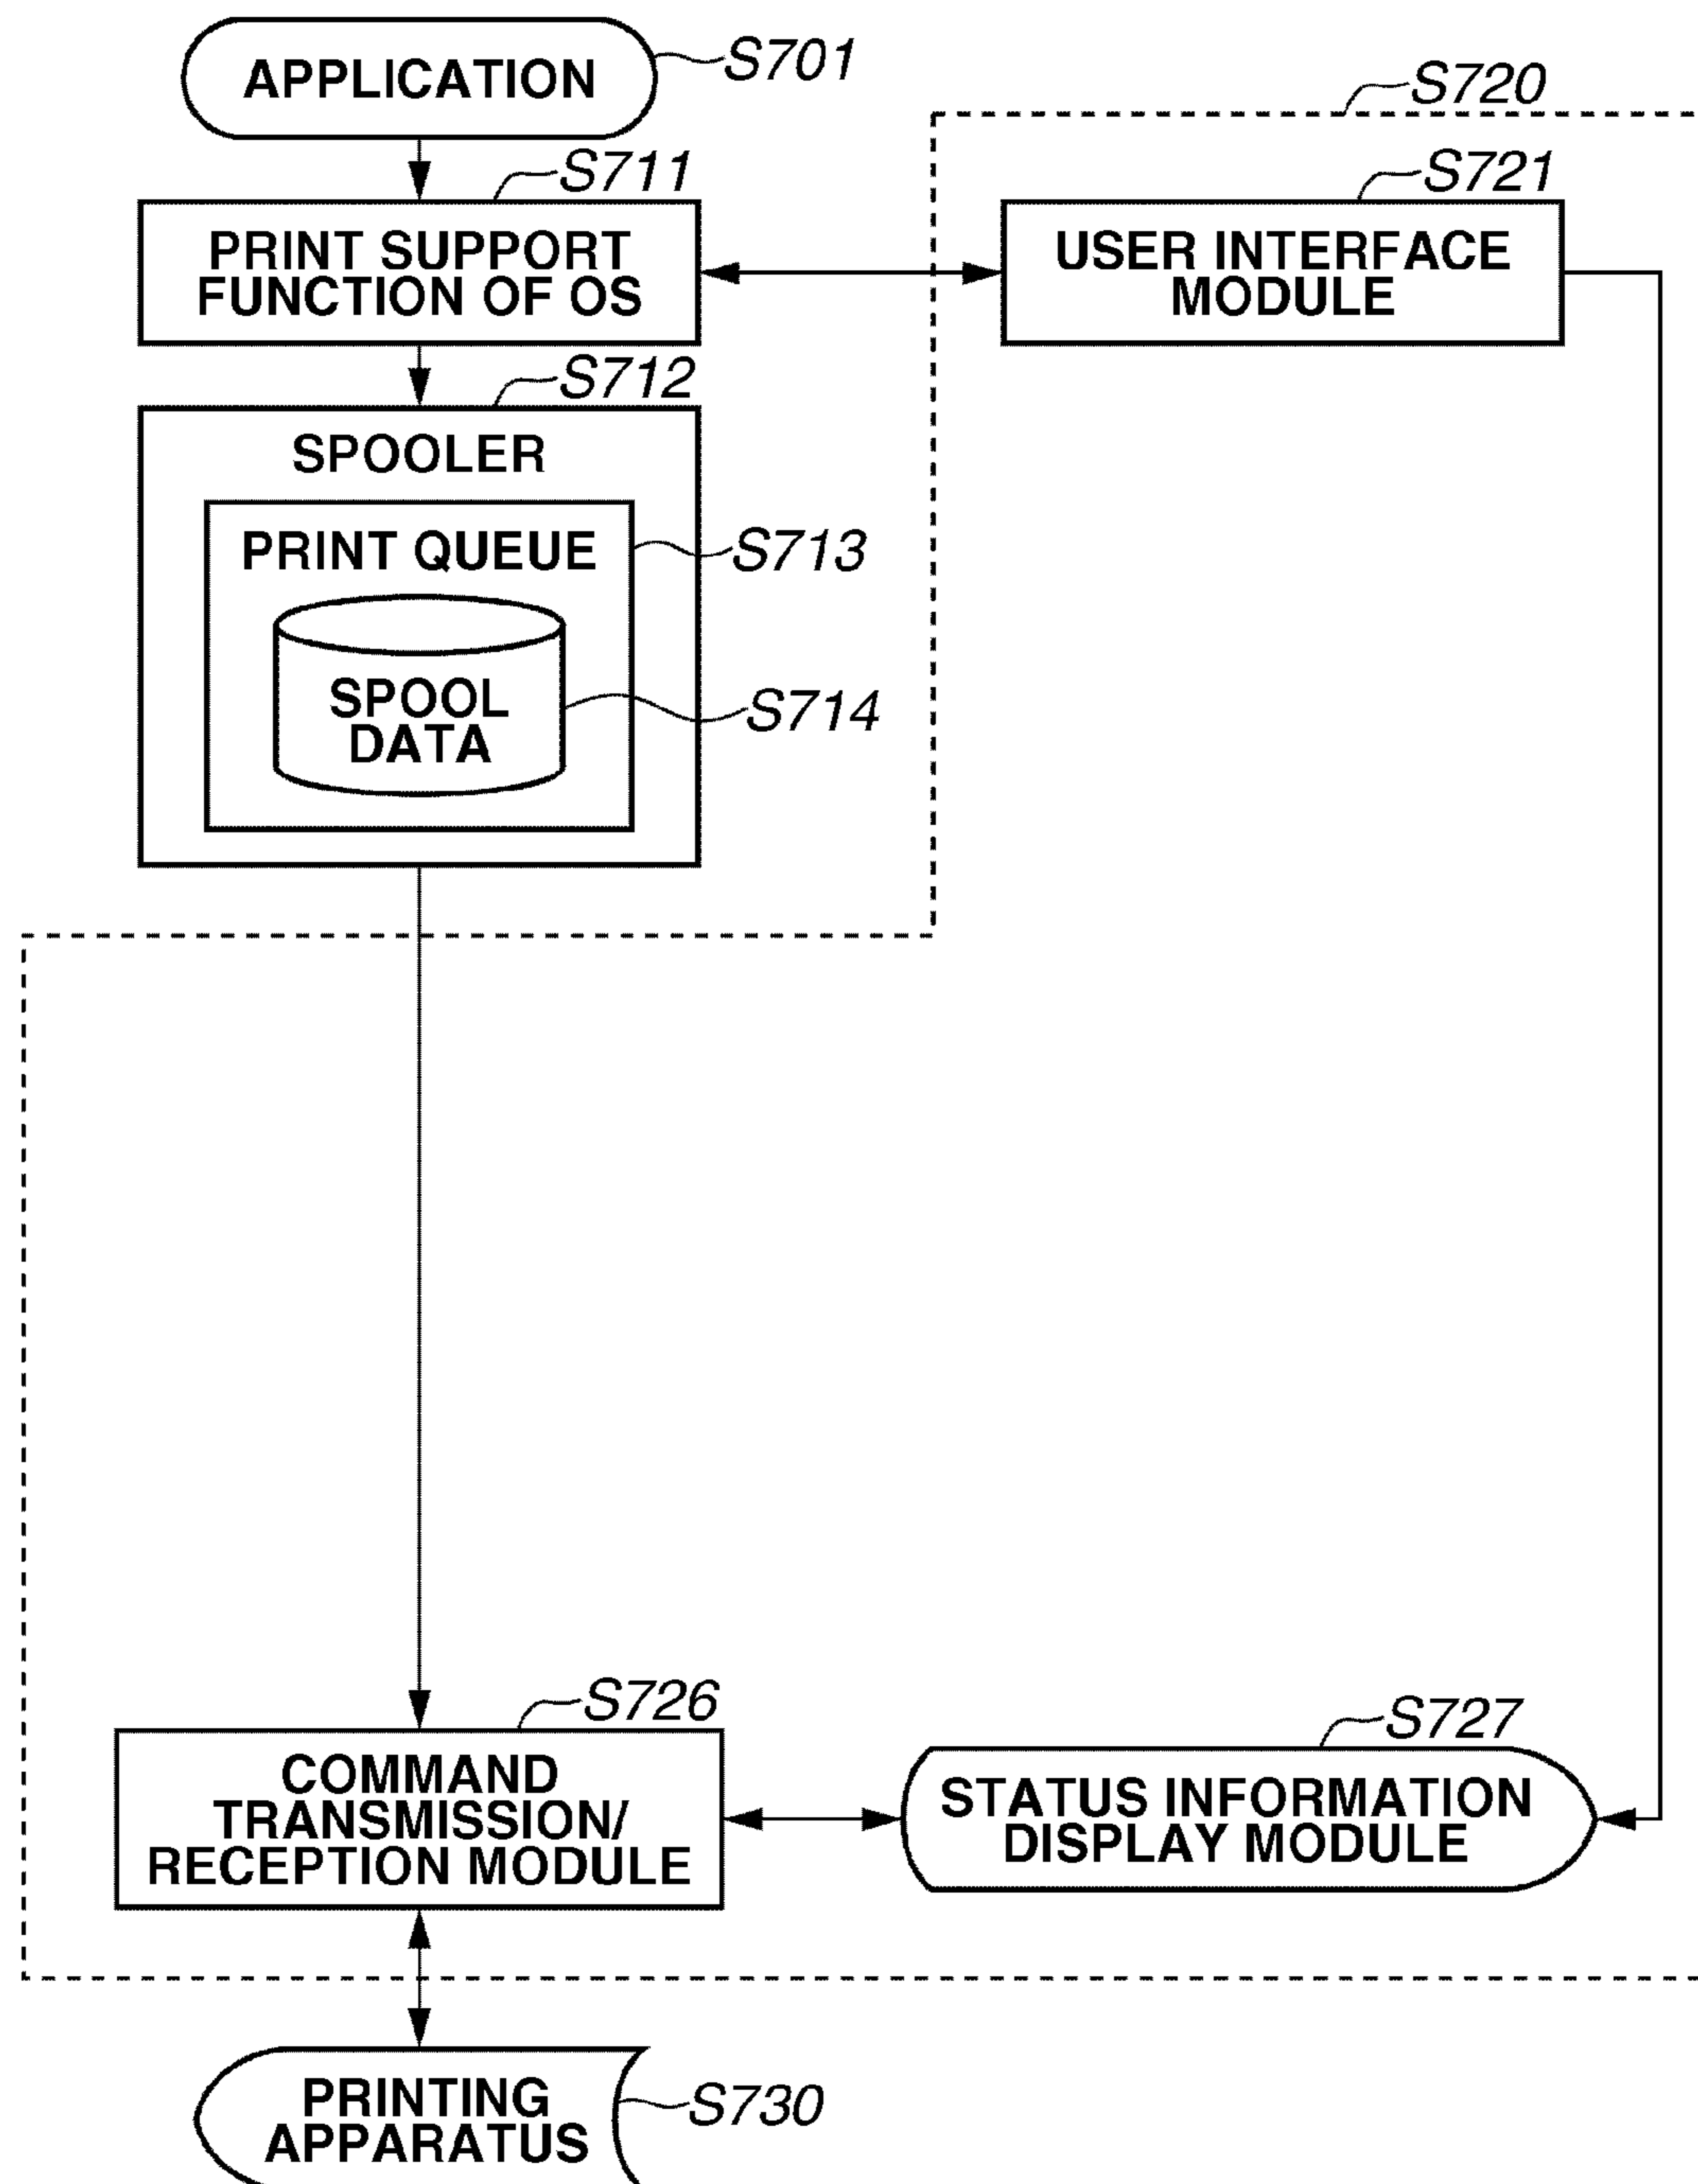 APPLICATION
S701
S720
S711
S721
PRINT SUPPORT
FUNCTION OF OS
USER INTERFACE
MODULE
S712
SPOOLER
PRINT QUEUE
S713
SPOOL
DATA
S714
S726
S727
COMMAND
TRANSMISSION/
RECEPTION MODULE
STATUS INFORMATION
DISPLAY MODULE
PRINTING
APPARATUS
S730